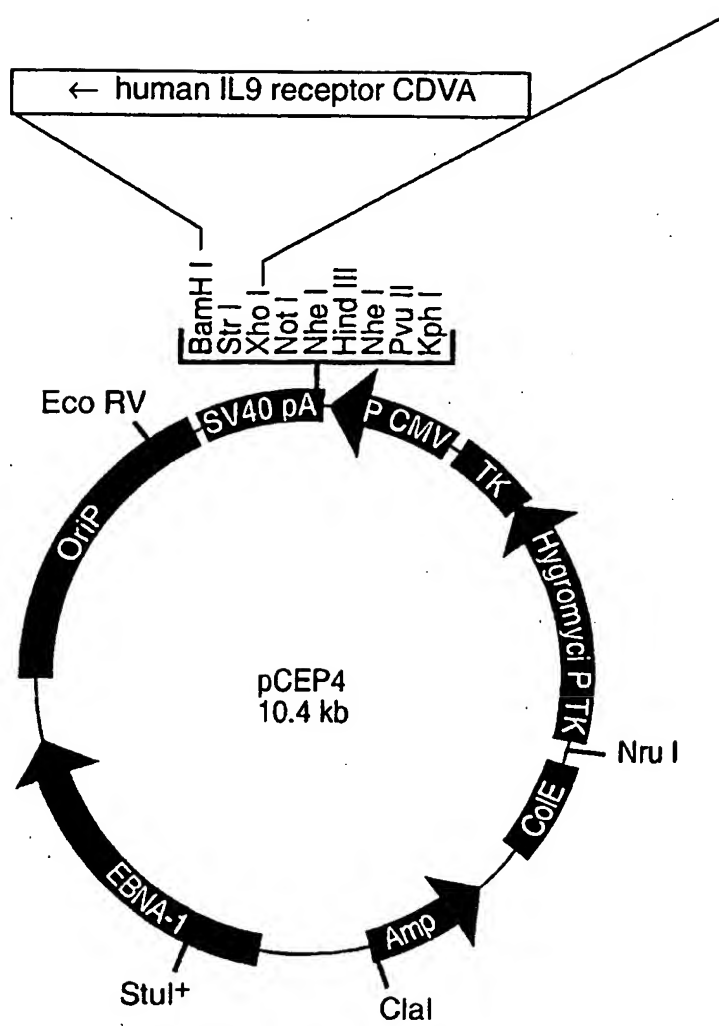 ← human IL9 receptor CDVA
BamH I
Str I
Xho I
Not I
Nhe I
Hind III
Nhe I
Pvu II
Kph I
Eco RV
SV40 pA
P CMV
TK
OriP
Hygromyci P TK
pCEP4
10.4 kb
Nru I
ColE
EBNA-1
Amp
StuI+
ClaI